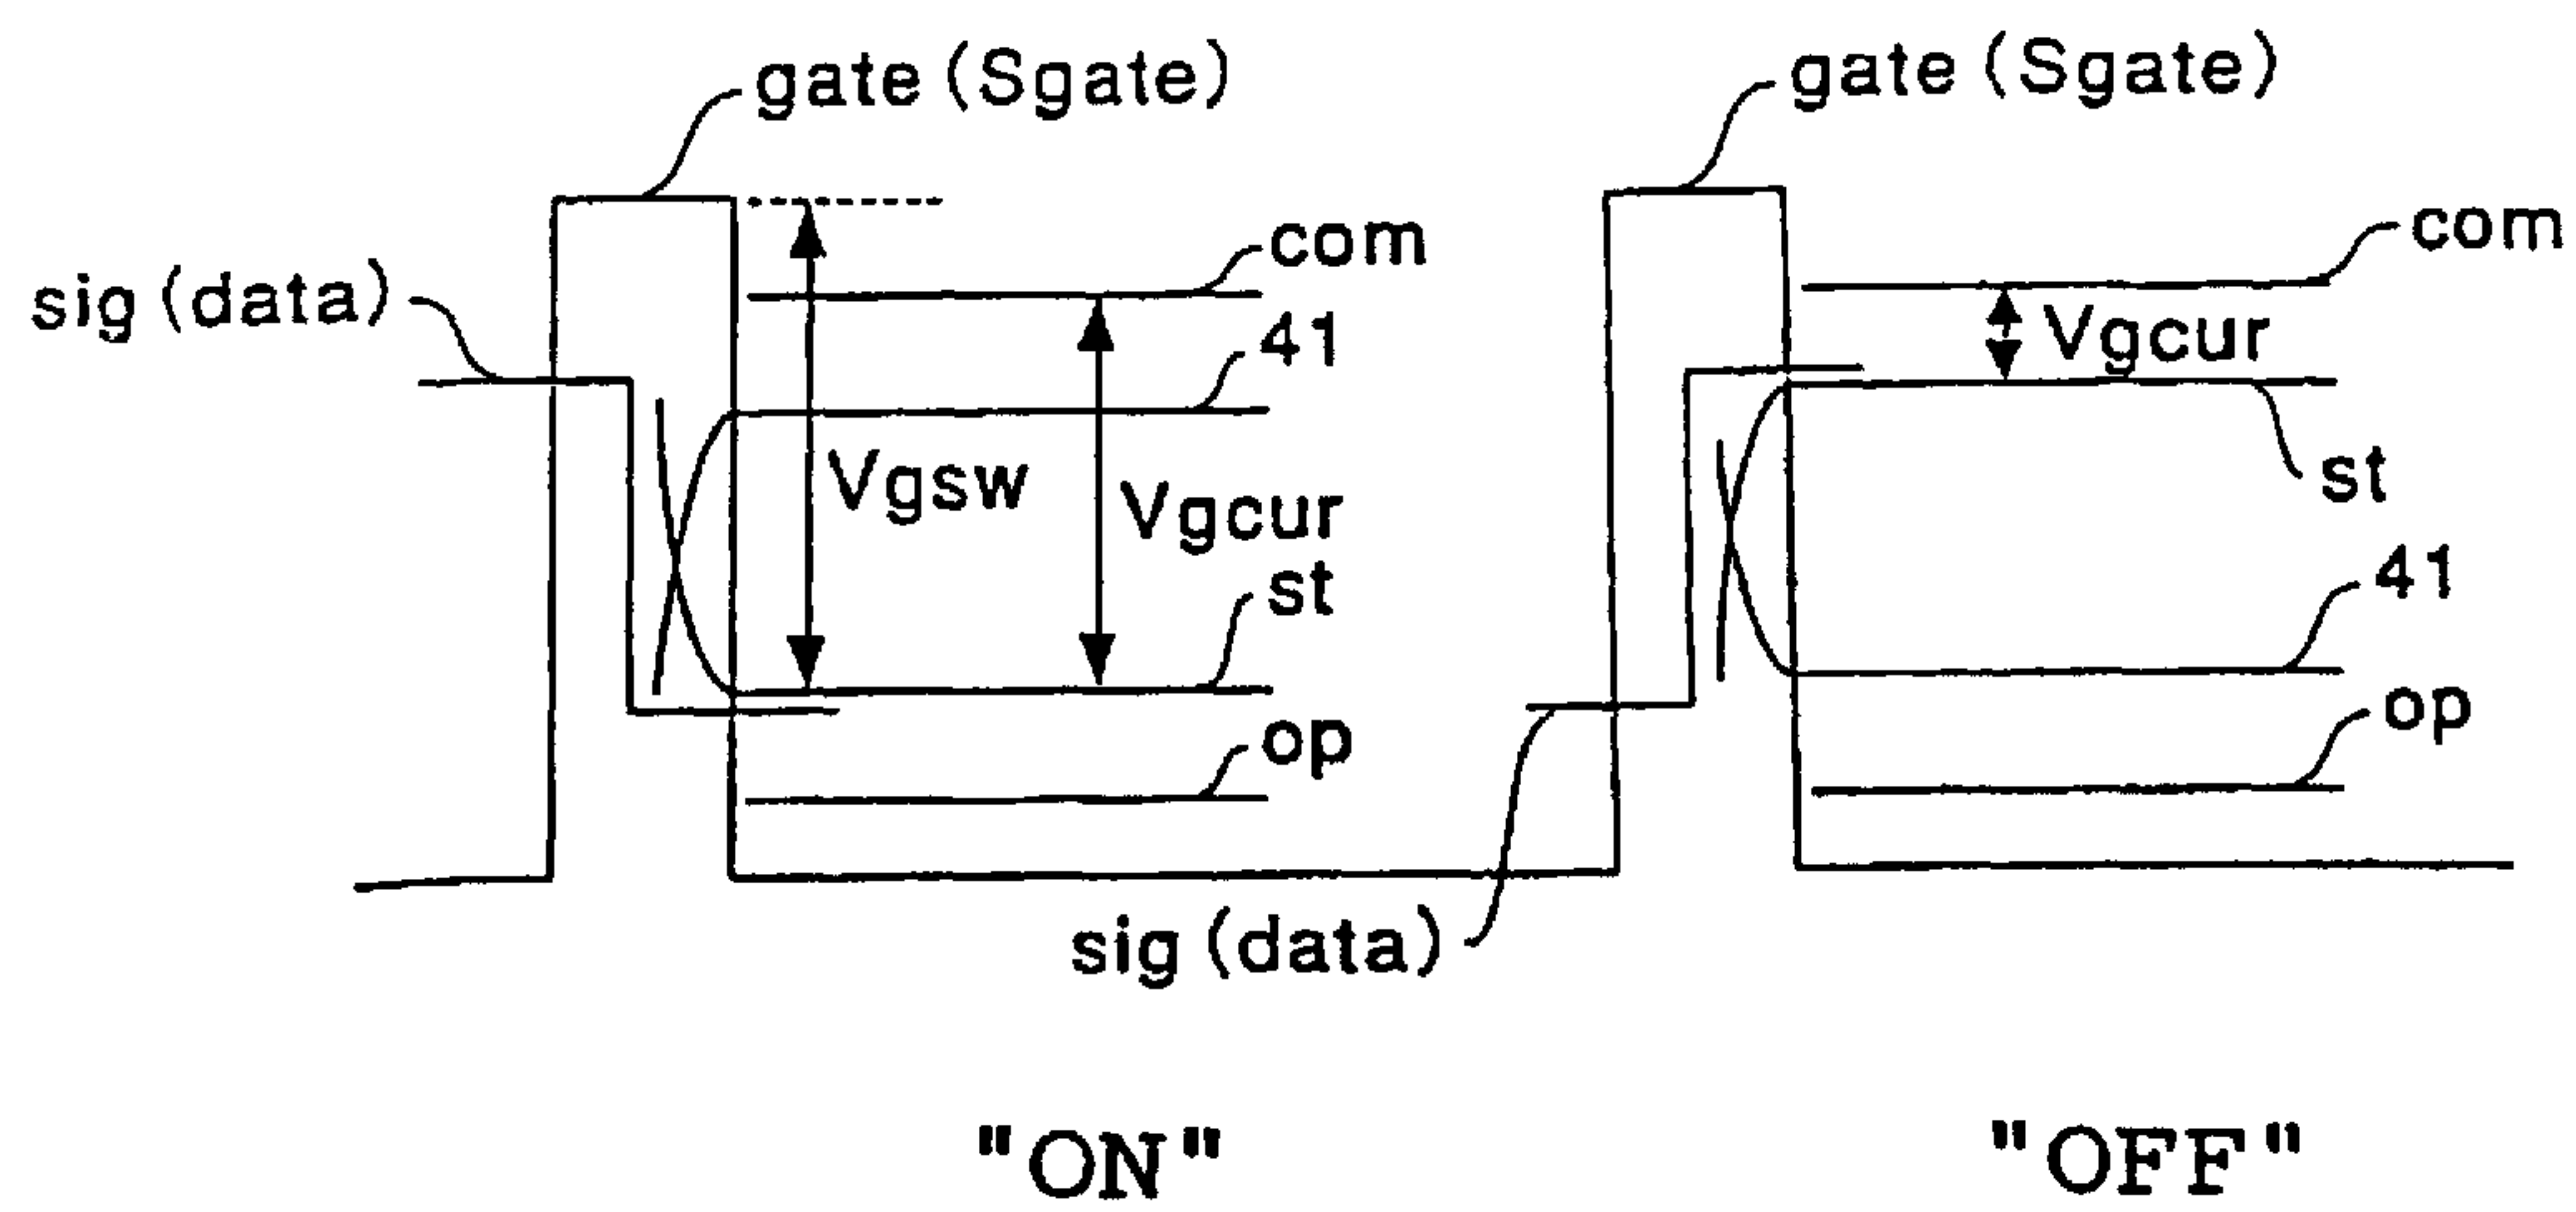 gate (Sgate)
gate (Sgate)
com
com
sig (data)
41
Vgcur
Vgsw
Vgcur
st
st
41
op
op
sig (data)
"ON"
"OFF"